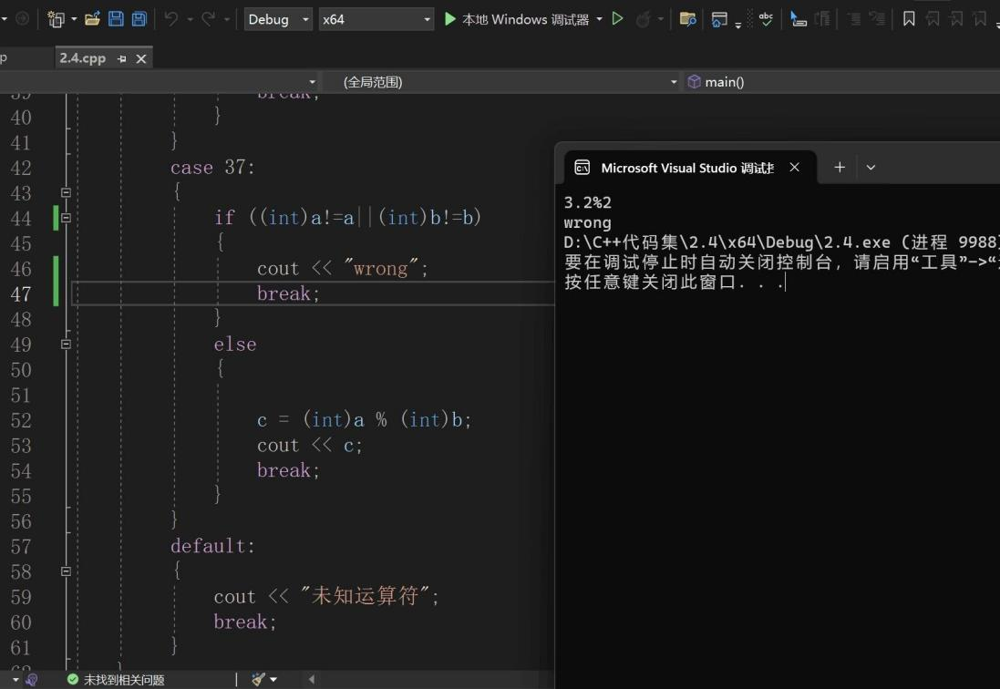 Debug
x64
本地 Windows 调试器
abc
p
2.4.cpp
(全局范围)
main()
39 break;
40 }
41 }
42 case 37:
43 {
44 if ((int)a!=a||(int)b!=b)
45 {
46 cout << "wrong";
47 break;
48 }
49 else
50 {
51
52 c = (int)a % (int)b;
53 cout << c;
54 break;
55 }
56 }
57 default:
58 {
59 cout << "未知运算符";
60 break;
61 }
62 }
未找到相关问题
Microsoft Visual Studio 调试
3.2%2
wrong
D:\C++代码集\2.4\x64\Debug\2.4.exe (进程 9988)
要在调试停止时自动关闭控制台，请启用“工具”->“
按任意键关闭此窗口. . .